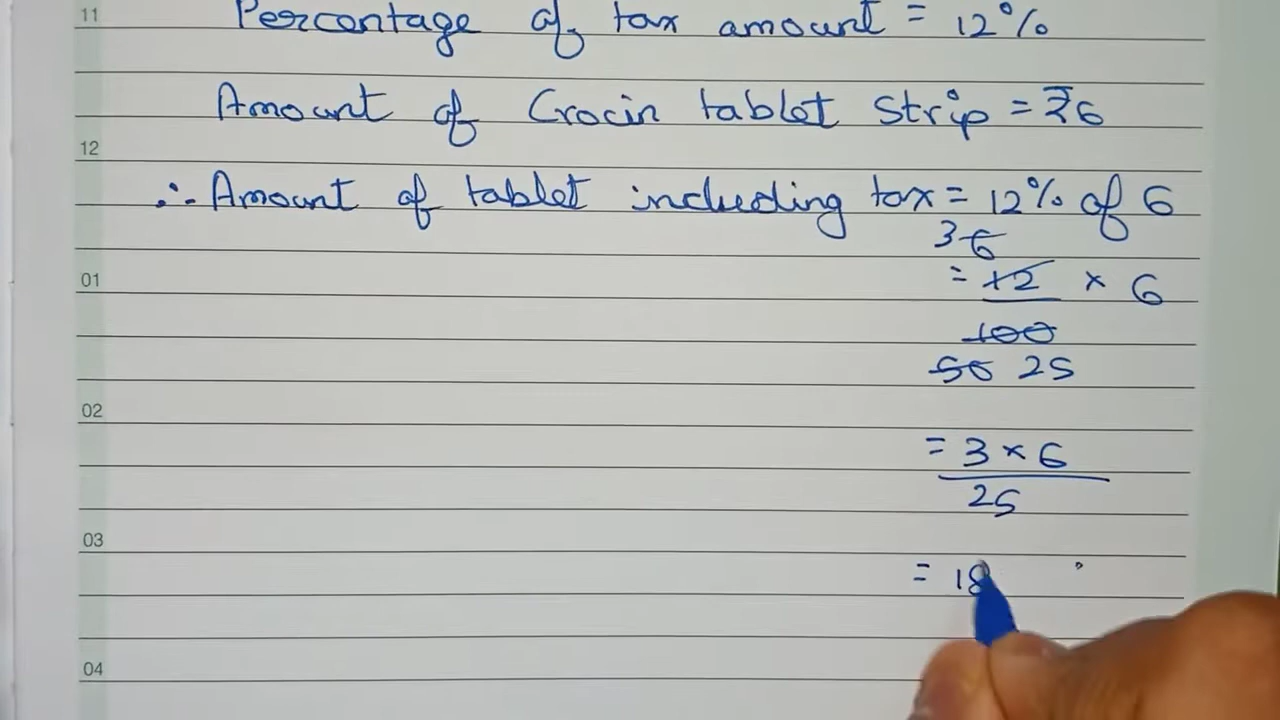 11
Percentage of tax amount = 12%
Amount of Crocin tablet Strip = ₹6
12
∴ Amount of tablet including tax = 12% of 6
3 6
01
= 12 × 6
100
50 25
02
= 3 × 6
25
03
= 18
04